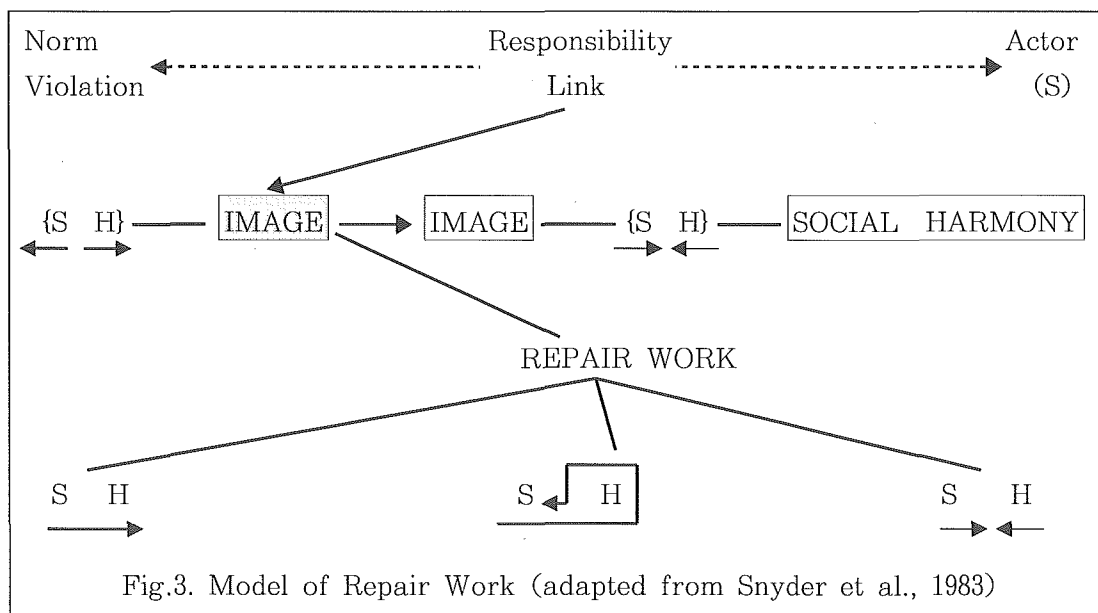 Norm Responsibility Actor
Violation Link (S)
{S H} IMAGE IMAGE {S H} SOCIAL HARMONY
REPAIR WORK
S H S H S H
Fig.3. Model of Repair Work (adapted from Snyder et al., 1983)